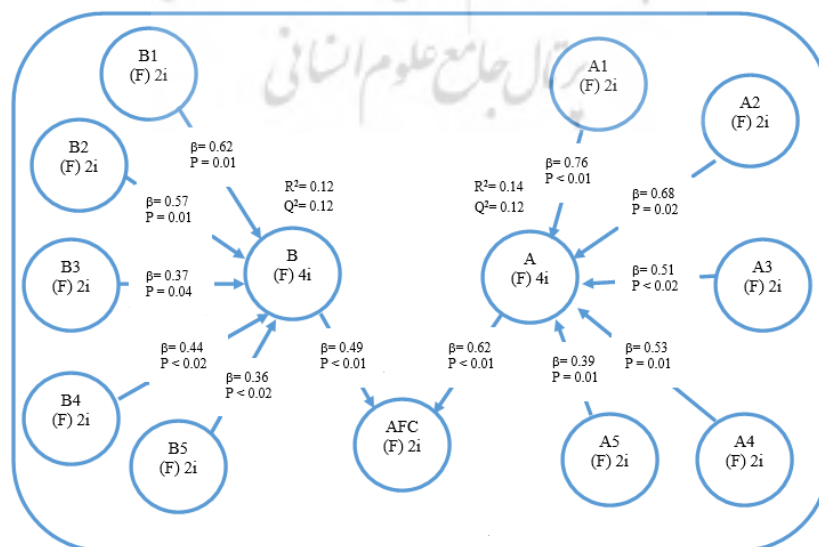 پرتال جامع علوم انسانی
B1
(F) 2i
A1
(F) 2i
A2
(F) 2i
B2
(F) 2i
β= 0.62
P = 0.01
β= 0.76
P < 0.01
R²= 0.12
Q²= 0.12
R²= 0.14
Q²= 0.12
β= 0.57
P = 0.01
β= 0.68
P = 0.02
B
(F) 4i
A
(F) 4i
B3
(F) 2i
β= 0.37
P = 0.04
β= 0.51
P < 0.02
A3
(F) 2i
β= 0.44
P < 0.02
β= 0.36
P < 0.02
β= 0.49
P < 0.01
β= 0.62
P < 0.01
β= 0.39
P = 0.01
β= 0.53
P = 0.01
B4
(F) 2i
B5
(F) 2i
AFC
(F) 2i
A5
(F) 2i
A4
(F) 2i